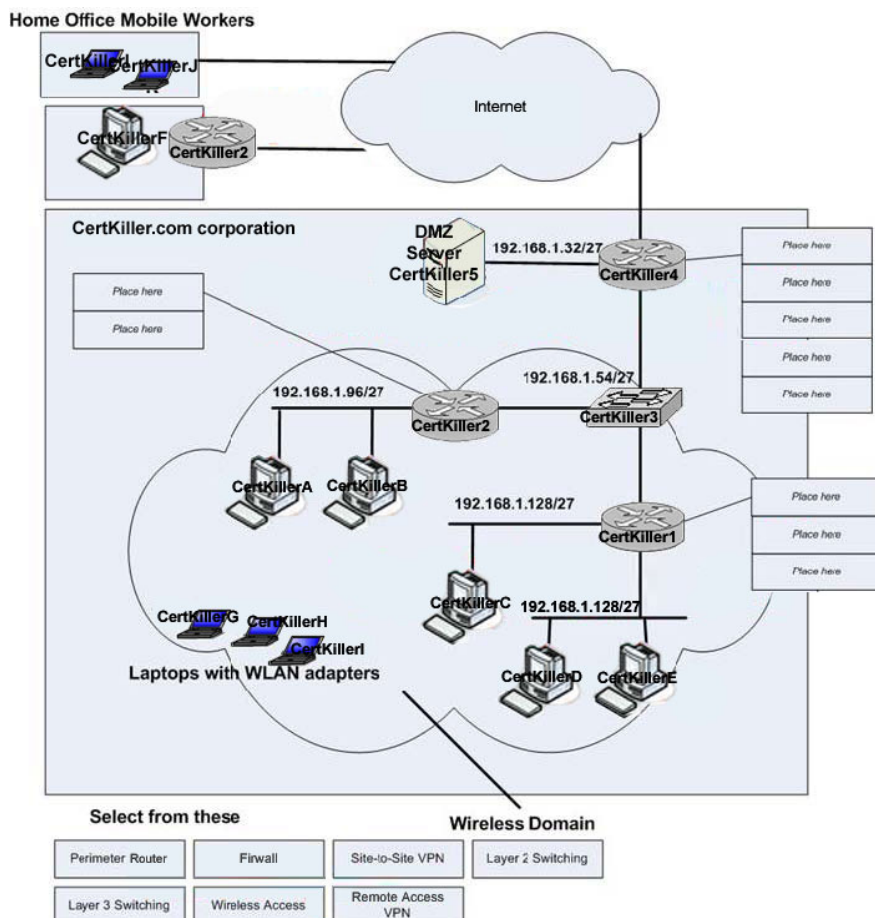 Home Office Mobile Workers
CertKillerI
CertKillerJ
Internet
CertKillerF
CertKiller2
CertKiller.com corporation
DMZ
Server
CertKiller5
192.168.1.32/27
CertKiller4
Place here
Place here
Place here
Place here
Place here
Place here
Place here
192.168.1.54/27
192.168.1.96/27
CertKiller2
CertKiller3
CertKillerA
CertKillerB
192.168.1.128/27
CertKiller1
Place here
Place here
Place here
CertKillerC
192.168.1.128/27
CertKillerG
CertKillerH
CertKillerI
CertKillerD
CertKillerE
Laptops with WLAN adapters
Select from these
Wireless Domain
Perimeter Router
Firwall
Site-to-Site VPN
Layer 2 Switching
Layer 3 Switching
Wireless Access
Remote Access
VPN